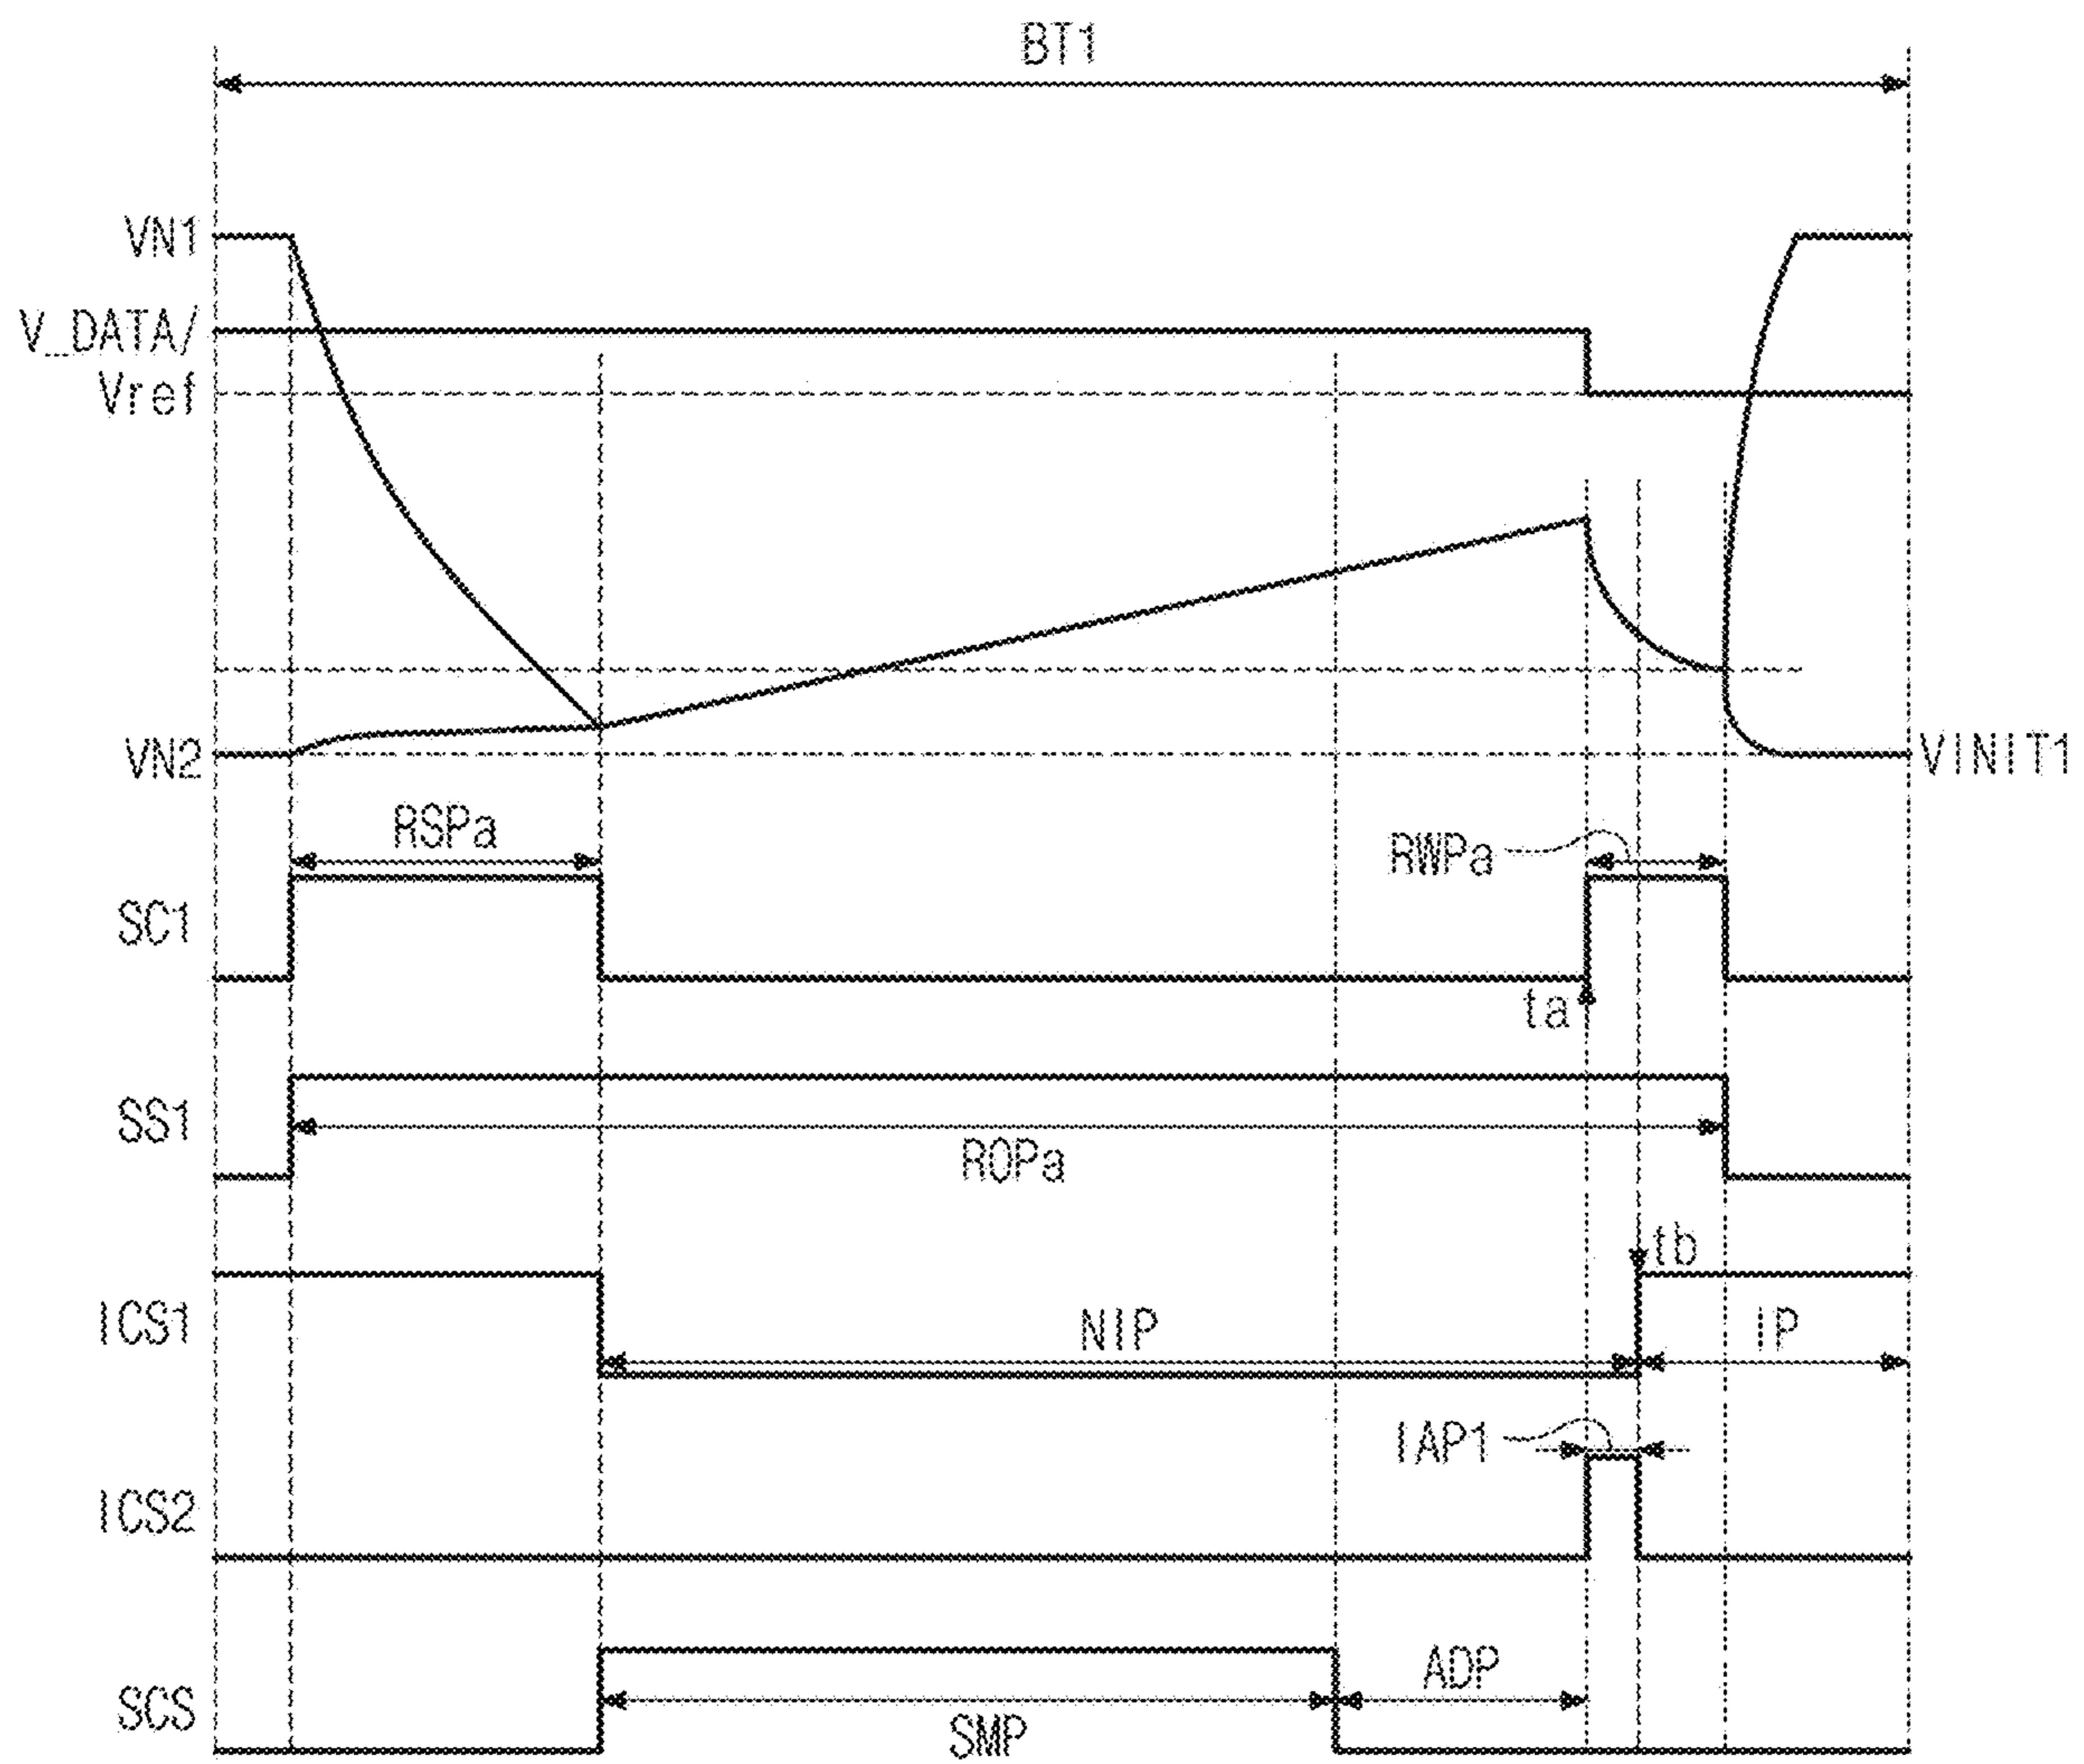 BT1
VN1
V_DATA/
Vref
VN2
VINIT1
RSPa
RWPa
SC1
ta
SS1
ROPa
tb
ICS1
NIP
IP
IAP1
ICS2
ADP
SCS
SMP